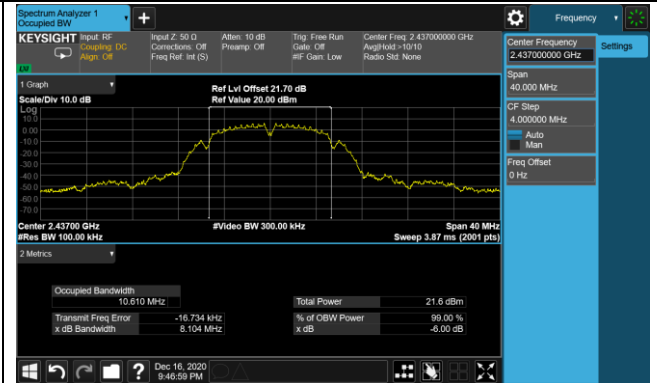 Spectrum Analyzer 1
Occupied BW
Frequency
KEYSIGHT
Input: RF
Coupling: DC
Align: Off
Input Z: 50 Ω
Corrections: Off
Freq Ref: Int (S)
Atten: 10 dB
Preamp: Off
Trig: Free Run
Gate: Off
#IF Gain: Low
Center Freq: 2.437000000 GHz
Avg|Hold:>10/10
Radio Std: None
Center Frequency
2.437000000 GHz
Settings
Span
40.000 MHz
CF Step
4.000000 MHz
Auto
Man
Freq Offset
0 Hz
1 Graph
Scale/Div 10.0 dB
Ref Lvl Offset 21.70 dB
Ref Value 20.00 dBm
Log
10.0
0.00
-10.0
-20.0
-30.0
-40.0
-50.0
-60.0
-70.0
Center 2.43700 GHz
#Video BW 300.00 kHz
Span 40 MHz
#Res BW 100.00 kHz
Sweep 3.87 ms (2001 pts)
2 Metrics
Occupied Bandwidth
10.610 MHz
Total Power
21.6 dBm
Transmit Freq Error
-16.734 kHz
% of OBW Power
99.00 %
x dB Bandwidth
8.104 MHz
x dB
-6.00 dB
?
Dec 16, 2020
9:46:59 PM